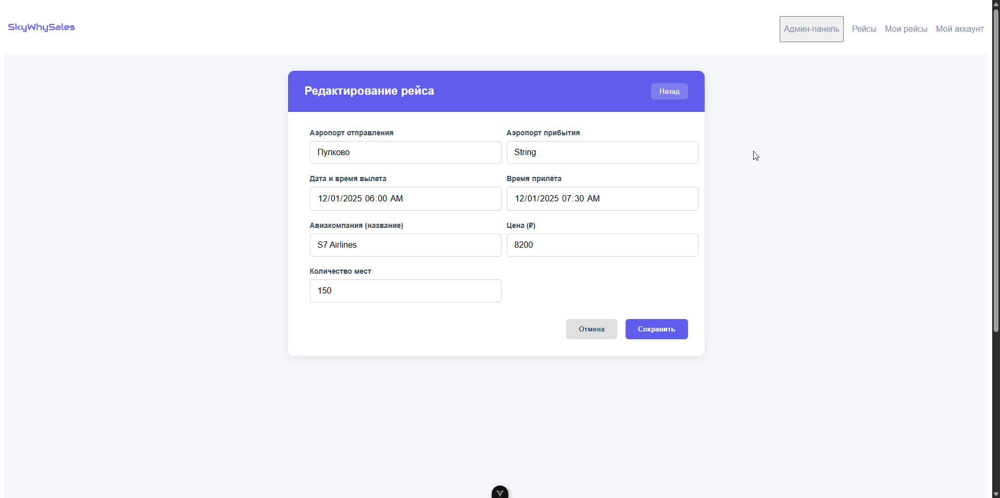 SkyWhySales
Админ-панель Рейсы Мои рейсы Мой аккаунт
Редактирование рейса
Назад
Аэропорт отправления
Аэропорт прибытия
Пулково
String
Дата и время вылета
Время прилёта
12/01/2025 06:00 AM
12/01/2025 07:30 AM
Авиакомпания (название)
Цена (₽)
S7 Airlines
8200
Количество мест
150
Отмена
Сохранить